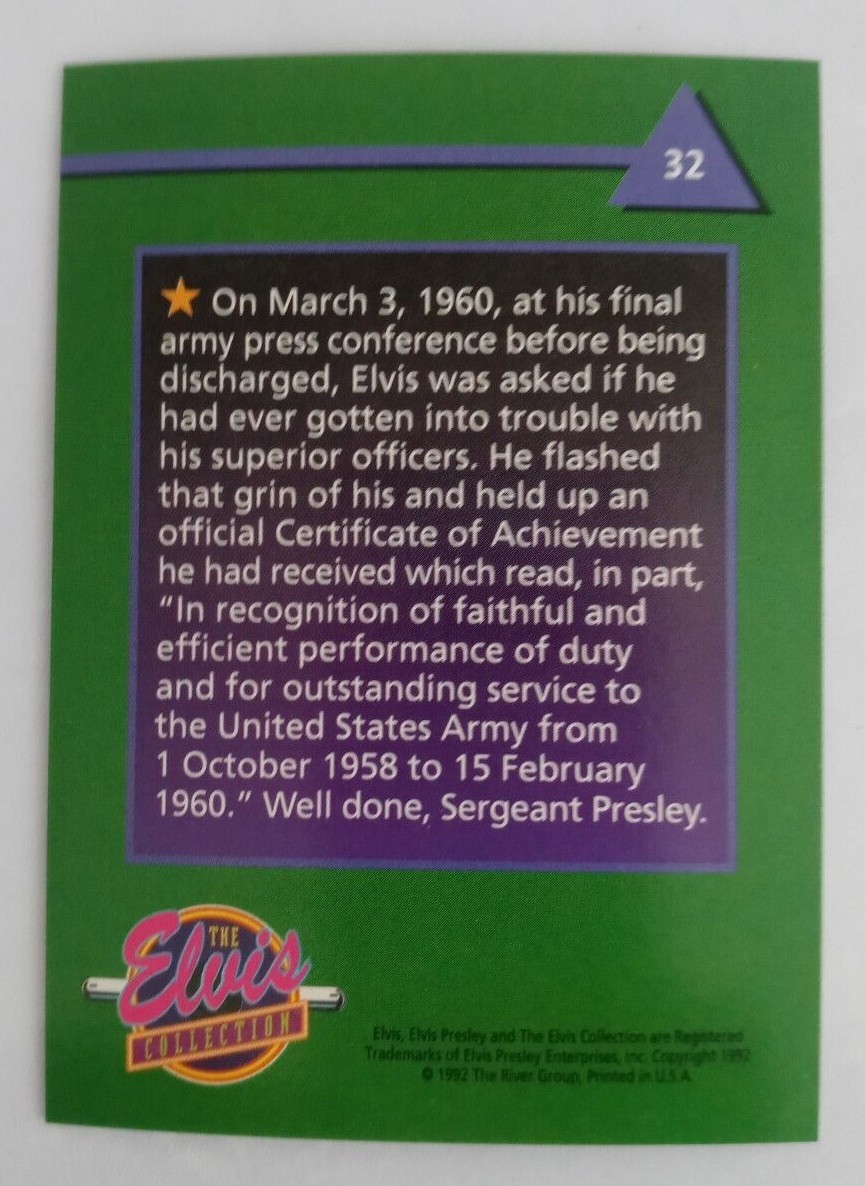 32
On March 3, 1960, at his final
army press conference before being
discharged, Elvis was asked if he
had ever gotten into trouble with
his superior officers. He flashed
that grin of his and held up an
official Certificate of Achievement
he had received which read, in part,
“In recognition of faithful and
efficient performance of duty
and for outstanding service to
the United States Army from
1 October 1958 to 15 February
1960.” Well done, Sergeant Presley.
THE
Elvis
COLLECTION
Elvis, Elvis Presley and The Elvis Collection are Registered
Trademarks of Elvis Presley Enterprises, Inc. Copyright 1992
© 1992 The River Group, Printed in U.S.A.